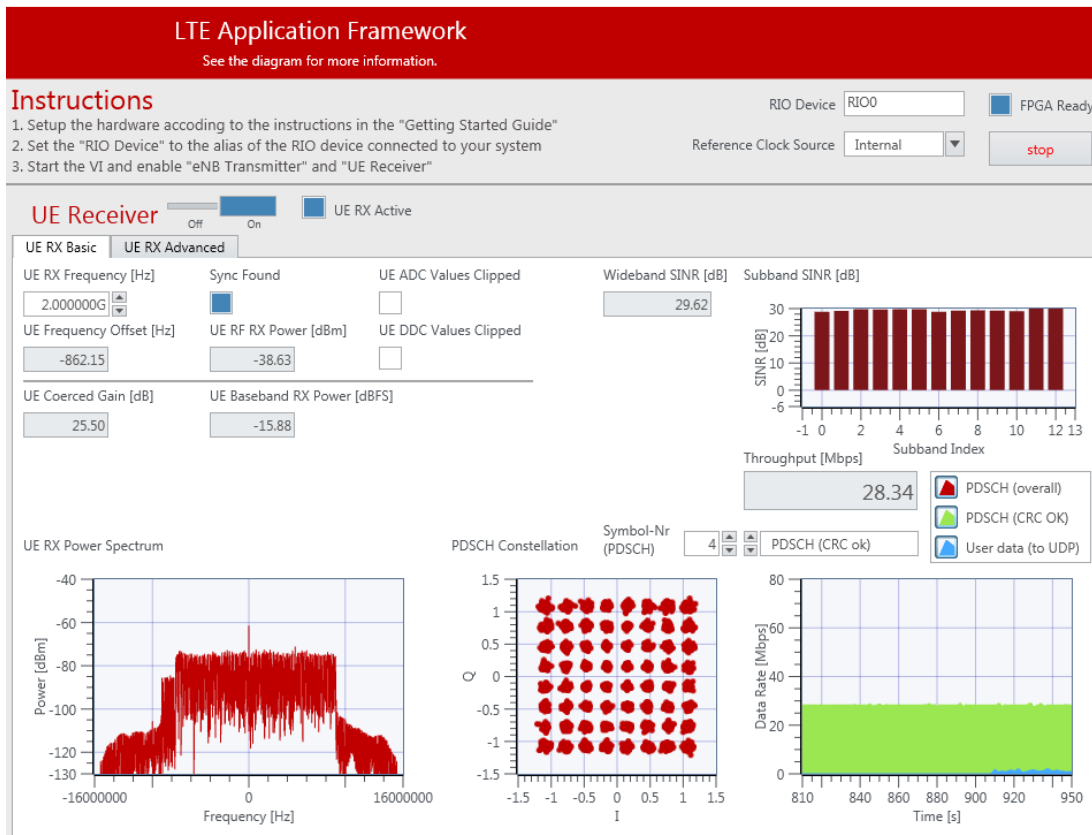 LTE Application Framework
See the diagram for more information.
Instructions
1. Setup the hardware accoding to the instructions in the "Getting Started Guide"
2. Set the "RIO Device" to the alias of the RIO device connected to your system
3. Start the VI and enable "eNB Transmitter" and "UE Receiver"
RIO Device RIO0 FPGA Ready
Reference Clock Source Internal stop
UE Receiver Off On UE RX Active
UE RX Basic UE RX Advanced
UE RX Frequency [Hz] Sync Found UE ADC Values Clipped Wideband SINR [dB] Subband SINR [dB]
2.000000G 29.62
UE Frequency Offset [Hz] UE RF RX Power [dBm] UE DDC Values Clipped
-862.15 -38.63
UE Coerced Gain [dB] UE Baseband RX Power [dBFS]
25.50 -15.88
SINR [dB]
30
20
10
0
-6
-1 0 2 4 6 8 10 12 13
Subband Index
Throughput [Mbps]
28.34
PDSCH (overall)
PDSCH (CRC OK)
User data (to UDP)
UE RX Power Spectrum
Power [dBm]
-40
-60
-80
-100
-120
-130
-16000000 0 16000000
Frequency [Hz]
PDSCH Constellation
Symbol-Nr
(PDSCH) 4 PDSCH (CRC ok)
Q
1.5
1
0.5
0
-0.5
-1
-1.5
-1.5 -1 -0.5 0 0.5 1 1.5
I
Data Rate [Mbps]
80
60
40
20
0
810 840 860 880 900 920 950
Time [s]